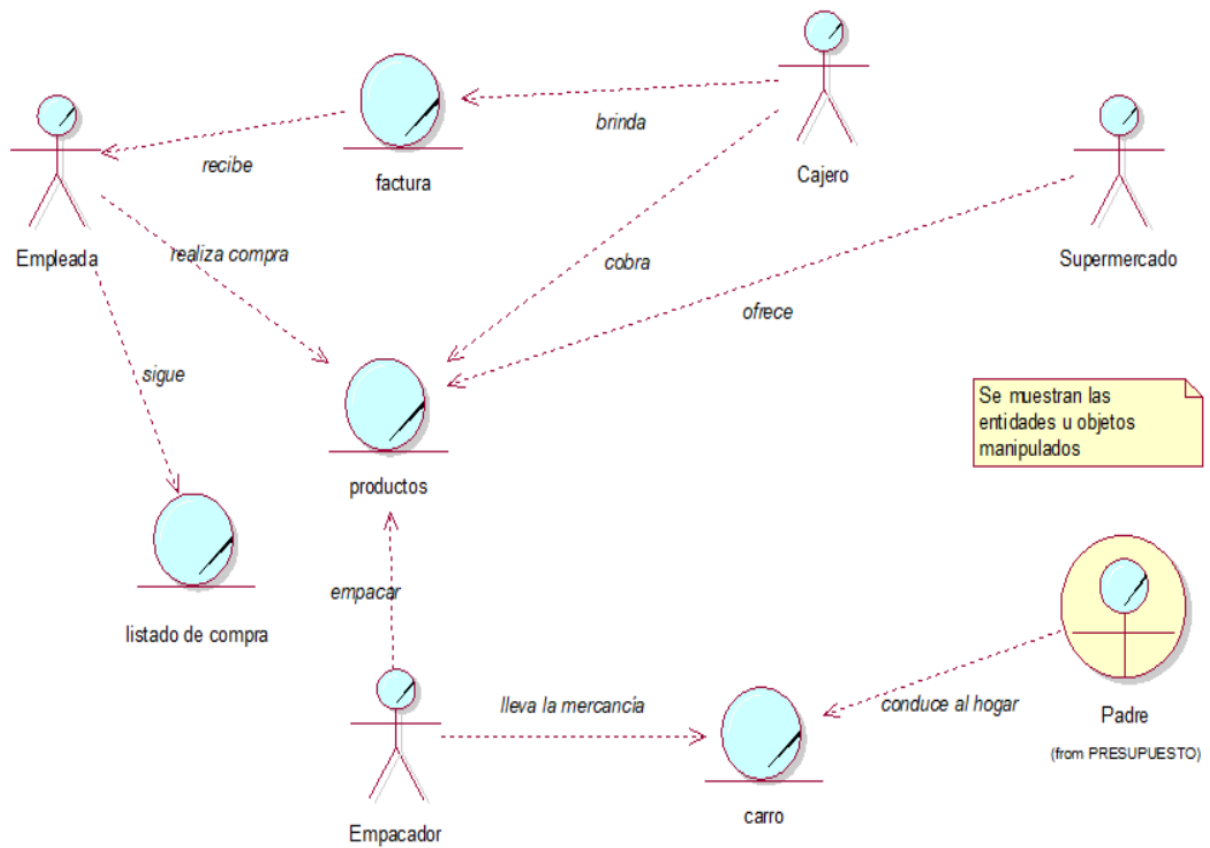 brinda
recibe
factura
Cajero
Empleada
realiza compra
cobra
Supermercado
ofrece
sigue
Se muestran las
entidades u objetos
manipulados
productos
empacar
listado de compra
lleva la mercancía
conduce al hogar
Padre
(from PRESUPUESTO)
carro
Empacador